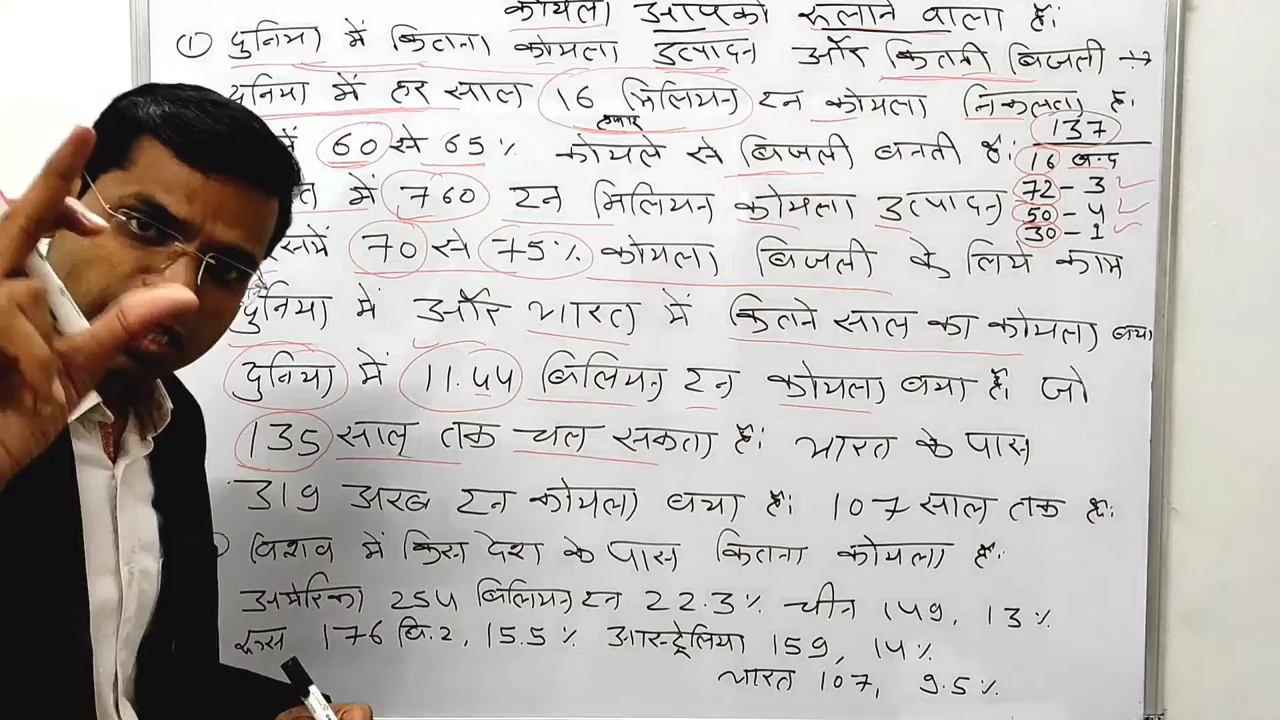 कोयला आपको रूलाने वाला है।
① दुनिया में कितना कोयला उत्पादन और कितनी बिजली →
दुनिया में हर साल 16 मिलियन टन कोयला निकलता है।
हजार
में 60 से 65% कोयले से बिजली बनती है।
137
16 बन्द
72 - 3
50 - 4
30 - 1
त में 760 टन मिलियन कोयला उत्पादन
समें 70 से 75% कोयला बिजली के लिये काम
दुनिया में और भारत में कितने साल का कोयला बचा
दुनिया में 11.44 बिलियन टन कोयला बचा है। जो
135 साल तक चल सकता है। भारत के पास
319 अरब टन कोयला बचा है। 107 साल तक है।
विशव में किस देश के पास कितना कोयला है.
अमेरिका 254 बिलियन टन 22.3% चीन 149, 13%
रूस 176 बि.ट, 15.5% आस्ट्रेलिया 159, 14%
भारत 107, 9.5%